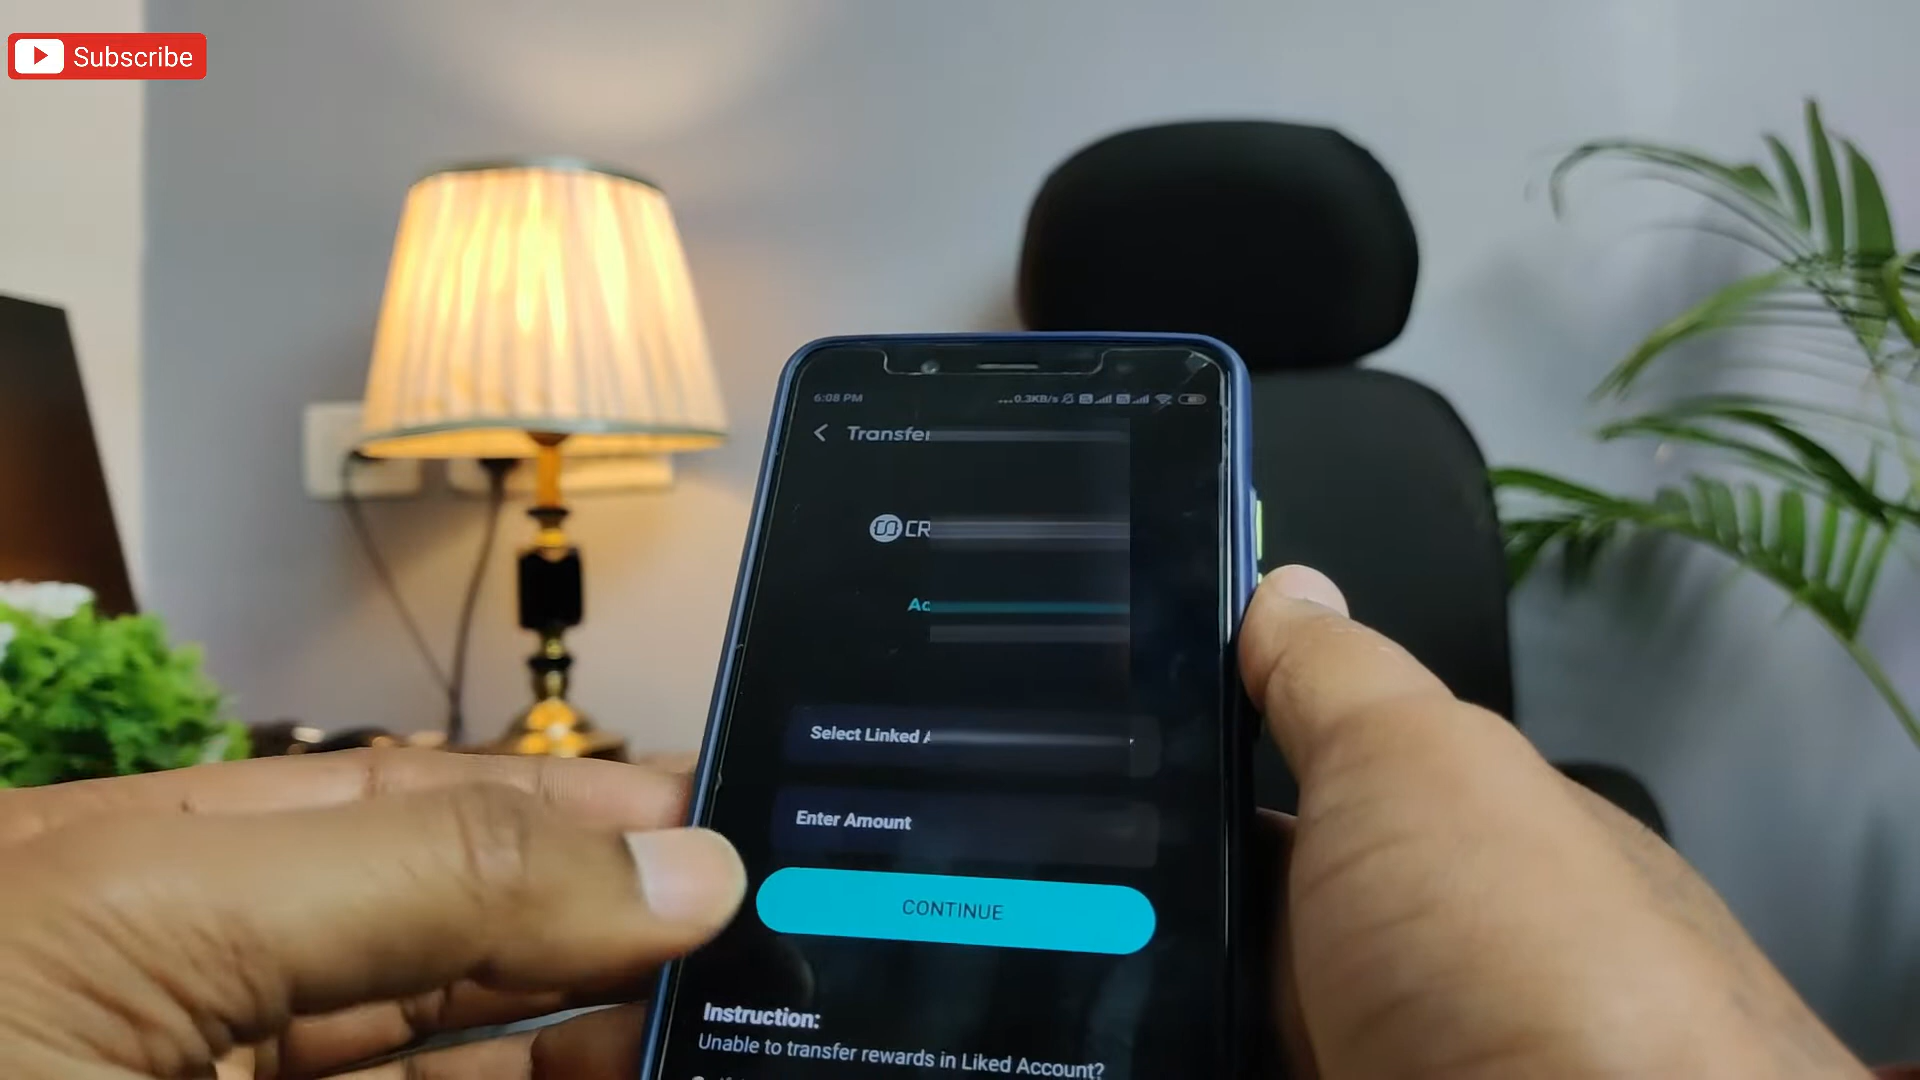 Subscribe
6:08 PM
...0.3KB/s
Transfer
CR
Ac
Select Linked
Enter Amount
CONTINUE
Instruction:
Unable to transfer rewards in Liked Account?